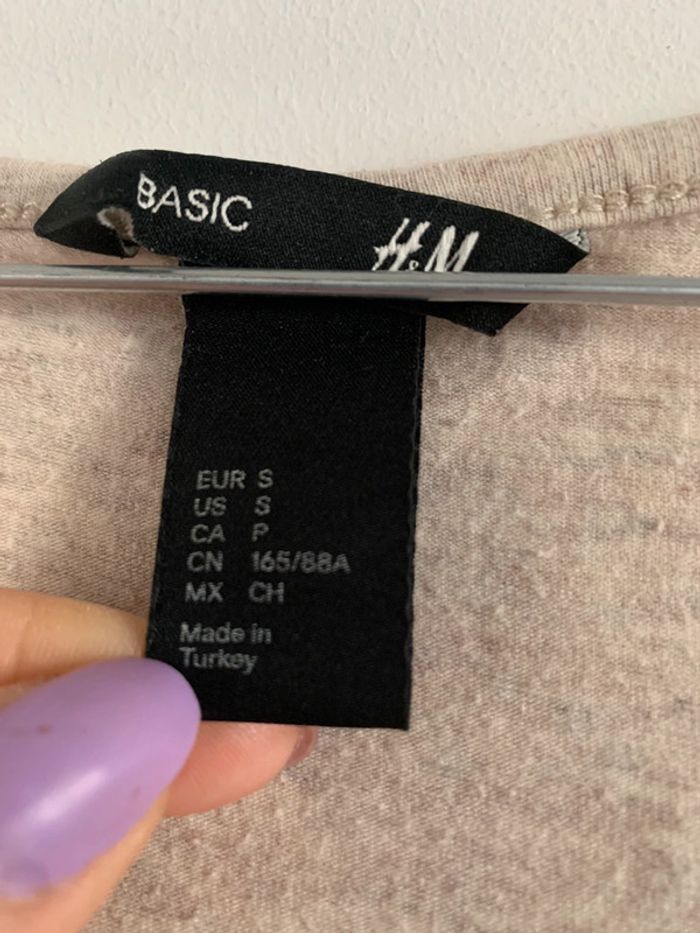 BASIC
H&M
EUR S
US S
CA P
CN 165/88A
MX CH
Made in
Turkey